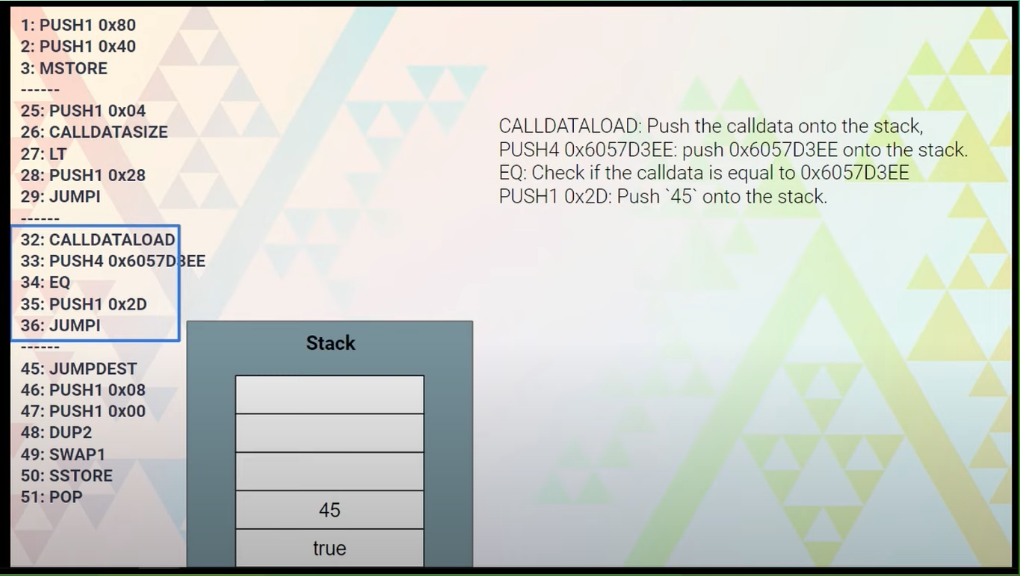 1: PUSH1 0x80
2: PUSH1 0x40
3: MSTORE
------
25: PUSH1 0x04
26: CALLDATASIZE
27: LT
28: PUSH1 0x28
29: JUMPI
------
32: CALLDATALOAD
33: PUSH4 0x6057D3EE
34: EQ
35: PUSH1 0x2D
36: JUMPI
------
45: JUMPDEST
46: PUSH1 0x08
47: PUSH1 0x00
48: DUP2
49: SWAP1
50: SSTORE
51: POP
CALLDATALOAD: Push the calldata onto the stack,
PUSH4 0x6057D3EE: push 0x6057D3EE onto the stack.
EQ: Check if the calldata is equal to 0x6057D3EE
PUSH1 0x2D: Push `45` onto the stack.
Stack
45
true